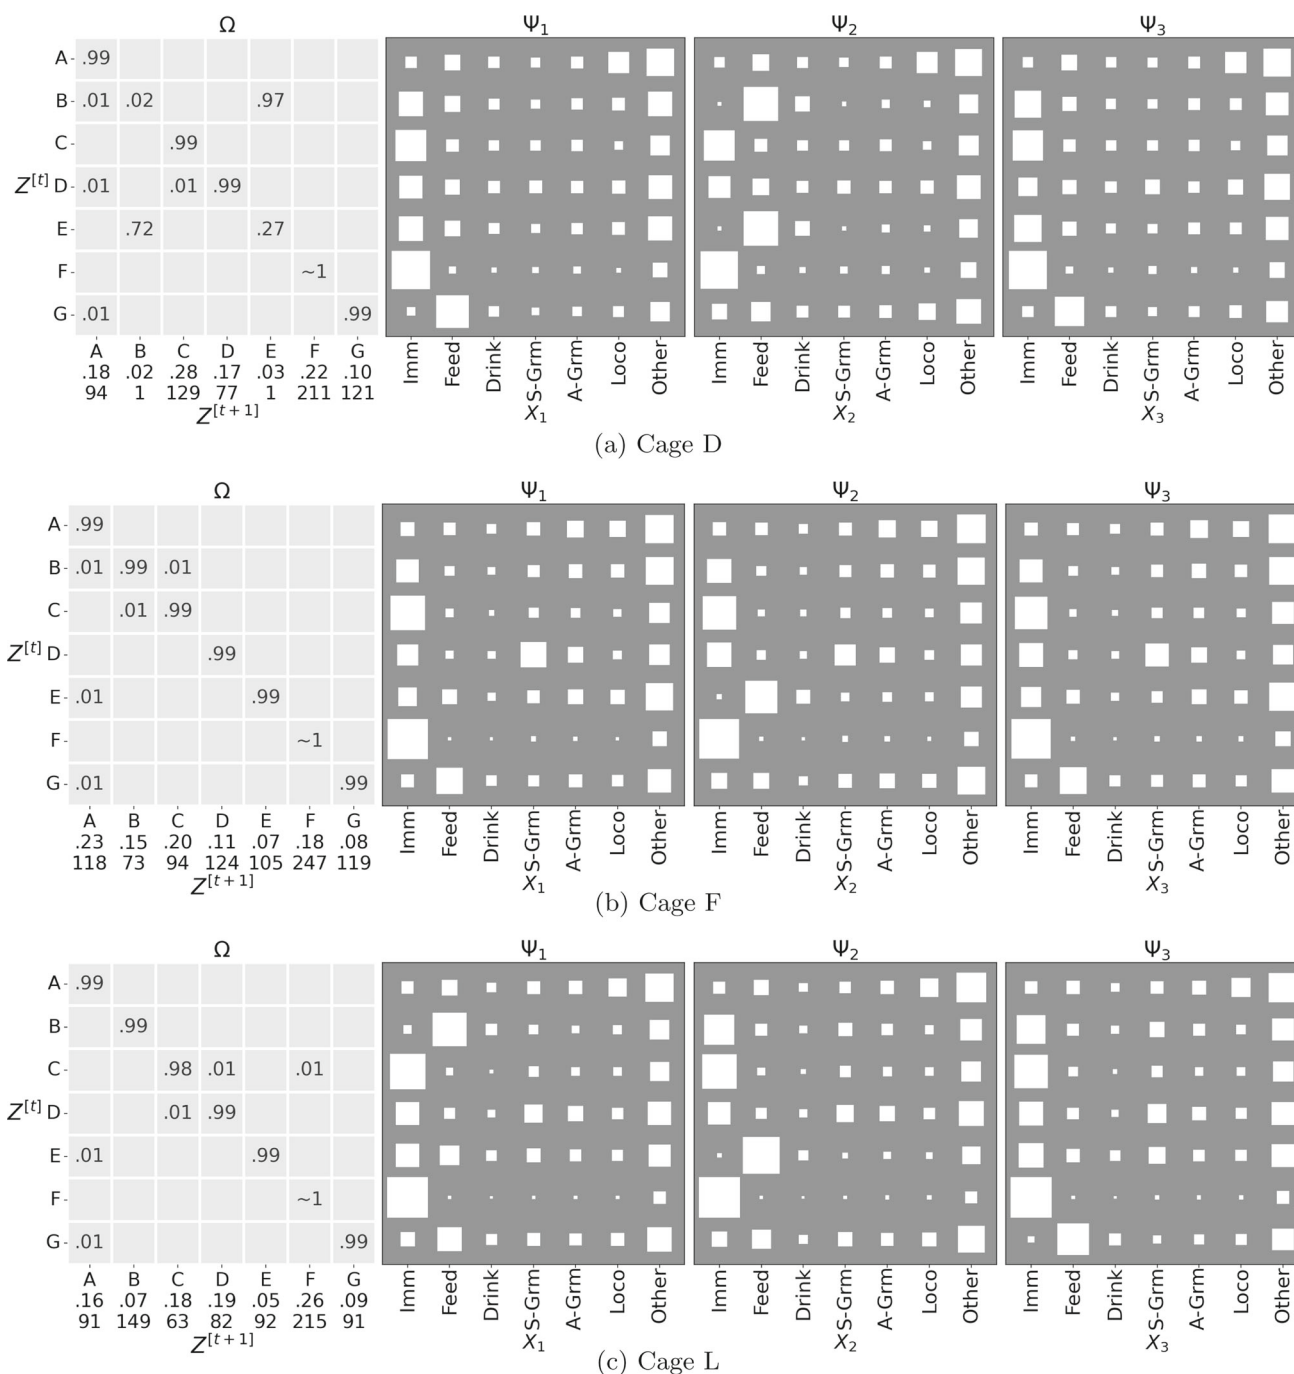 Ω Ψ1 Ψ2 Ψ3
A .99
B .01 .02 .97
C .99
Z[t] D .01 .01 .99
E .72 .27
F ~1
G .01 .99
A B C D E F G
.18 .02 .28 .17 .03 .22 .10
94 1 129 77 1 211 121
Z[t+1]
Imm Feed Drink S-Grm A-Grm Loco Other
X1
Imm Feed Drink S-Grm A-Grm Loco Other
X2
Imm Feed Drink S-Grm A-Grm Loco Other
X3
(a) Cage D
Ω Ψ1 Ψ2 Ψ3
A .99
B .01 .99 .01
C .01 .99
Z[t] D .99
E .01 .99
F ~1
G .01 .99
A B C D E F G
.23 .15 .20 .11 .07 .18 .08
118 73 94 124 105 247 119
Z[t+1]
Imm Feed Drink S-Grm A-Grm Loco Other
X1
Imm Feed Drink S-Grm A-Grm Loco Other
X2
Imm Feed Drink S-Grm A-Grm Loco Other
X3
(b) Cage F
Ω Ψ1 Ψ2 Ψ3
A .99
B .99
C .98 .01 .01
Z[t] D .01 .99
E .01 .99
F ~1
G .01 .99
A B C D E F G
.16 .07 .18 .19 .05 .26 .09
91 149 63 82 92 215 91
Z[t+1]
Imm Feed Drink S-Grm A-Grm Loco Other
X1
Imm Feed Drink S-Grm A-Grm Loco Other
X2
Imm Feed Drink S-Grm A-Grm Loco Other
X3
(c) Cage L